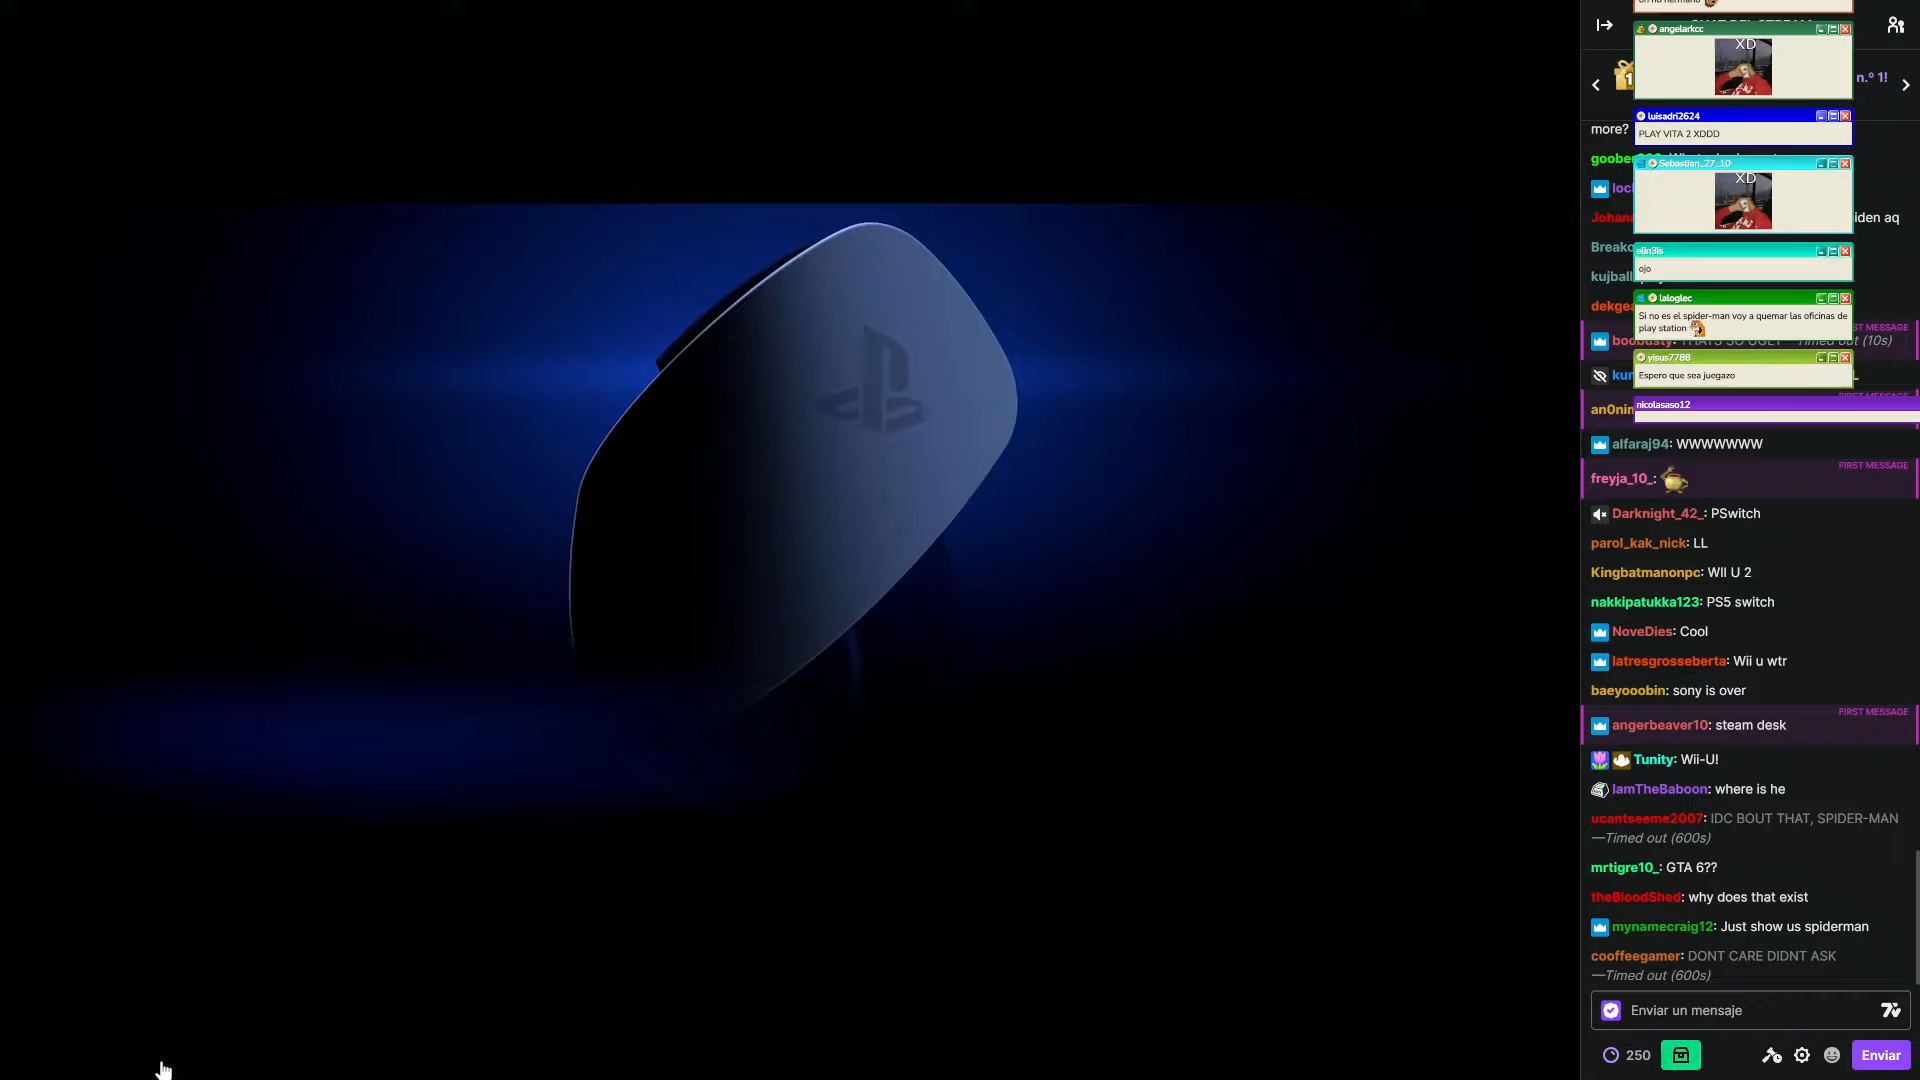 angelarkcc
XD
n.º 1!
luisadri2624
more?
PLAY VITA 2 XDDD
Sebastian_27_10
XD
iden aq
elin3is
ojo
laloglec
Si no es el spider-man voy a quemar las oficinas de
play station
FIRST MESSAGE
Timed out (10s)
yisus7788
Espero que sea juegazo
nicolasaso12
alfaraj94: WWWWWWW
FIRST MESSAGE
freyja_10_:
Darknight_42_: PSwitch
parol_kak_nick: LL
Kingbatmanonpc: WII U 2
nakkipatukka123: PS5 switch
NoveDies: Cool
latresgrosseberta: Wii u wtr
baeyooobin: sony is over
FIRST MESSAGE
angerbeaver10: steam desk
Tunity: Wii-U!
IamTheBaboon: where is he
ucantseeme2007: IDC BOUT THAT, SPIDER-MAN
—Timed out (600s)
mrtigre10_: GTA 6??
theBloodShed: why does that exist
mynamecraig12: Just show us spiderman
cooffeegamer: DONT CARE DIDNT ASK
—Timed out (600s)
Enviar un mensaje
250
Enviar